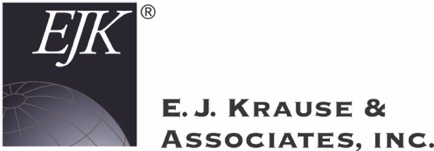 EJK®
E. J. KRAUSE &
ASSOCIATES, INC.